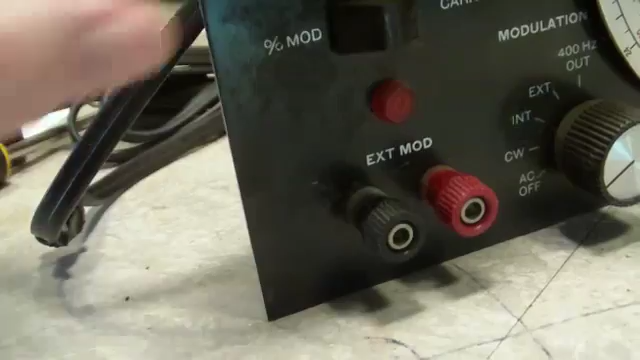 % MOD
MODULATION
400 HZ
OUT
EXT
INT
CW
AC
OFF
EXT MOD